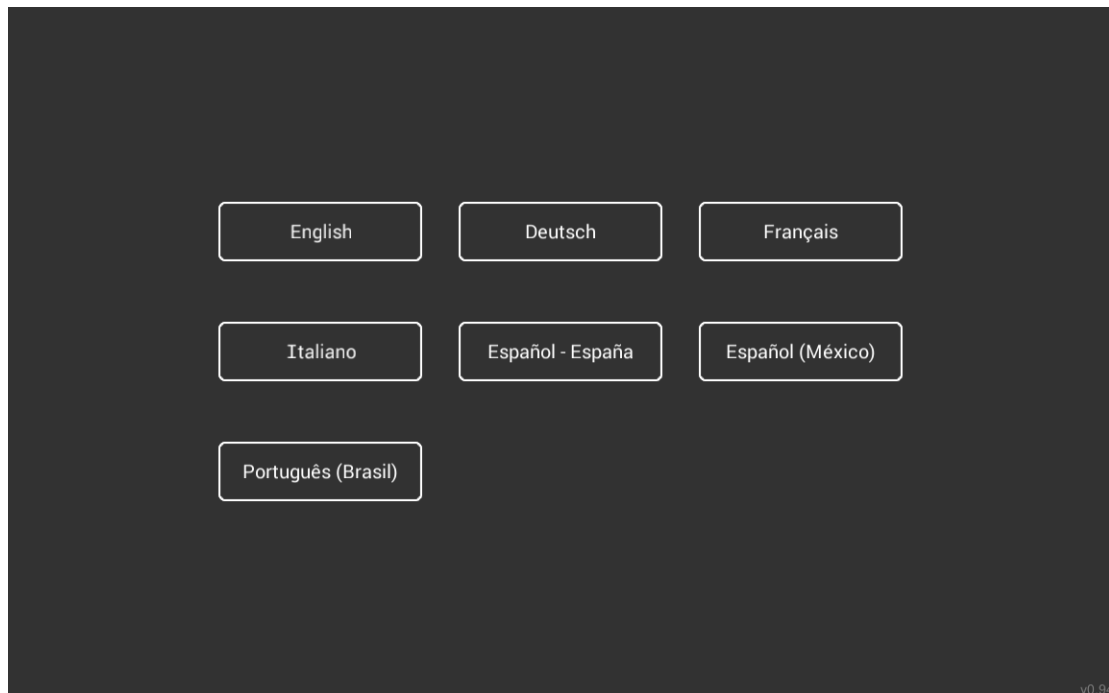 English
Deutsch
Français
Italiano
Español - España
Español (México)
Português (Brasil)